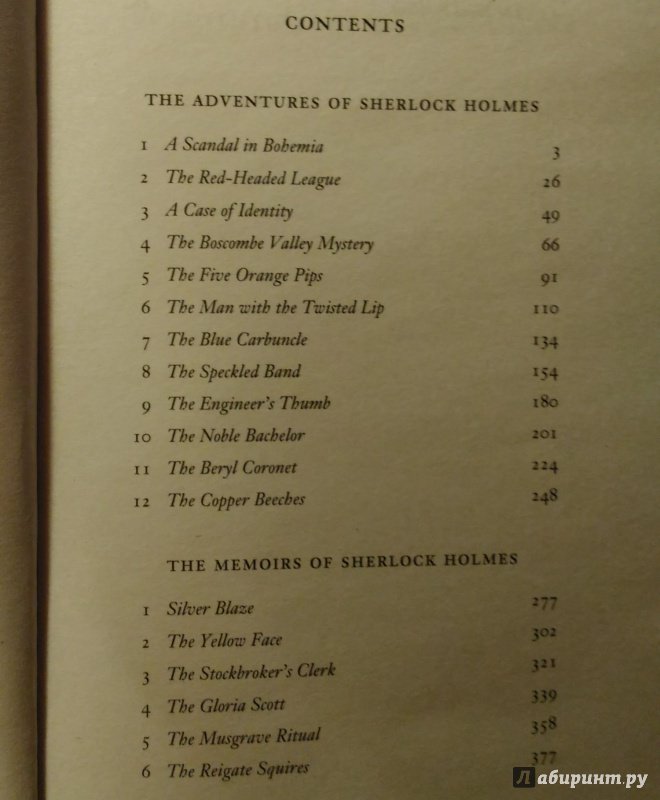 CONTENTS
THE ADVENTURES OF SHERLOCK HOLMES
1 A Scandal in Bohemia 3
2 The Red-Headed League 26
3 A Case of Identity 49
4 The Boscombe Valley Mystery 66
5 The Five Orange Pips 91
6 The Man with the Twisted Lip 110
7 The Blue Carbuncle 134
8 The Speckled Band 154
9 The Engineer's Thumb 180
10 The Noble Bachelor 201
11 The Beryl Coronet 224
12 The Copper Beeches 248
THE MEMOIRS OF SHERLOCK HOLMES
1 Silver Blaze 277
2 The Yellow Face 302
3 The Stockbroker's Clerk 321
4 The Gloria Scott 339
5 The Musgrave Ritual 358
6 The Reigate Squires 377
Лабиринт.ру